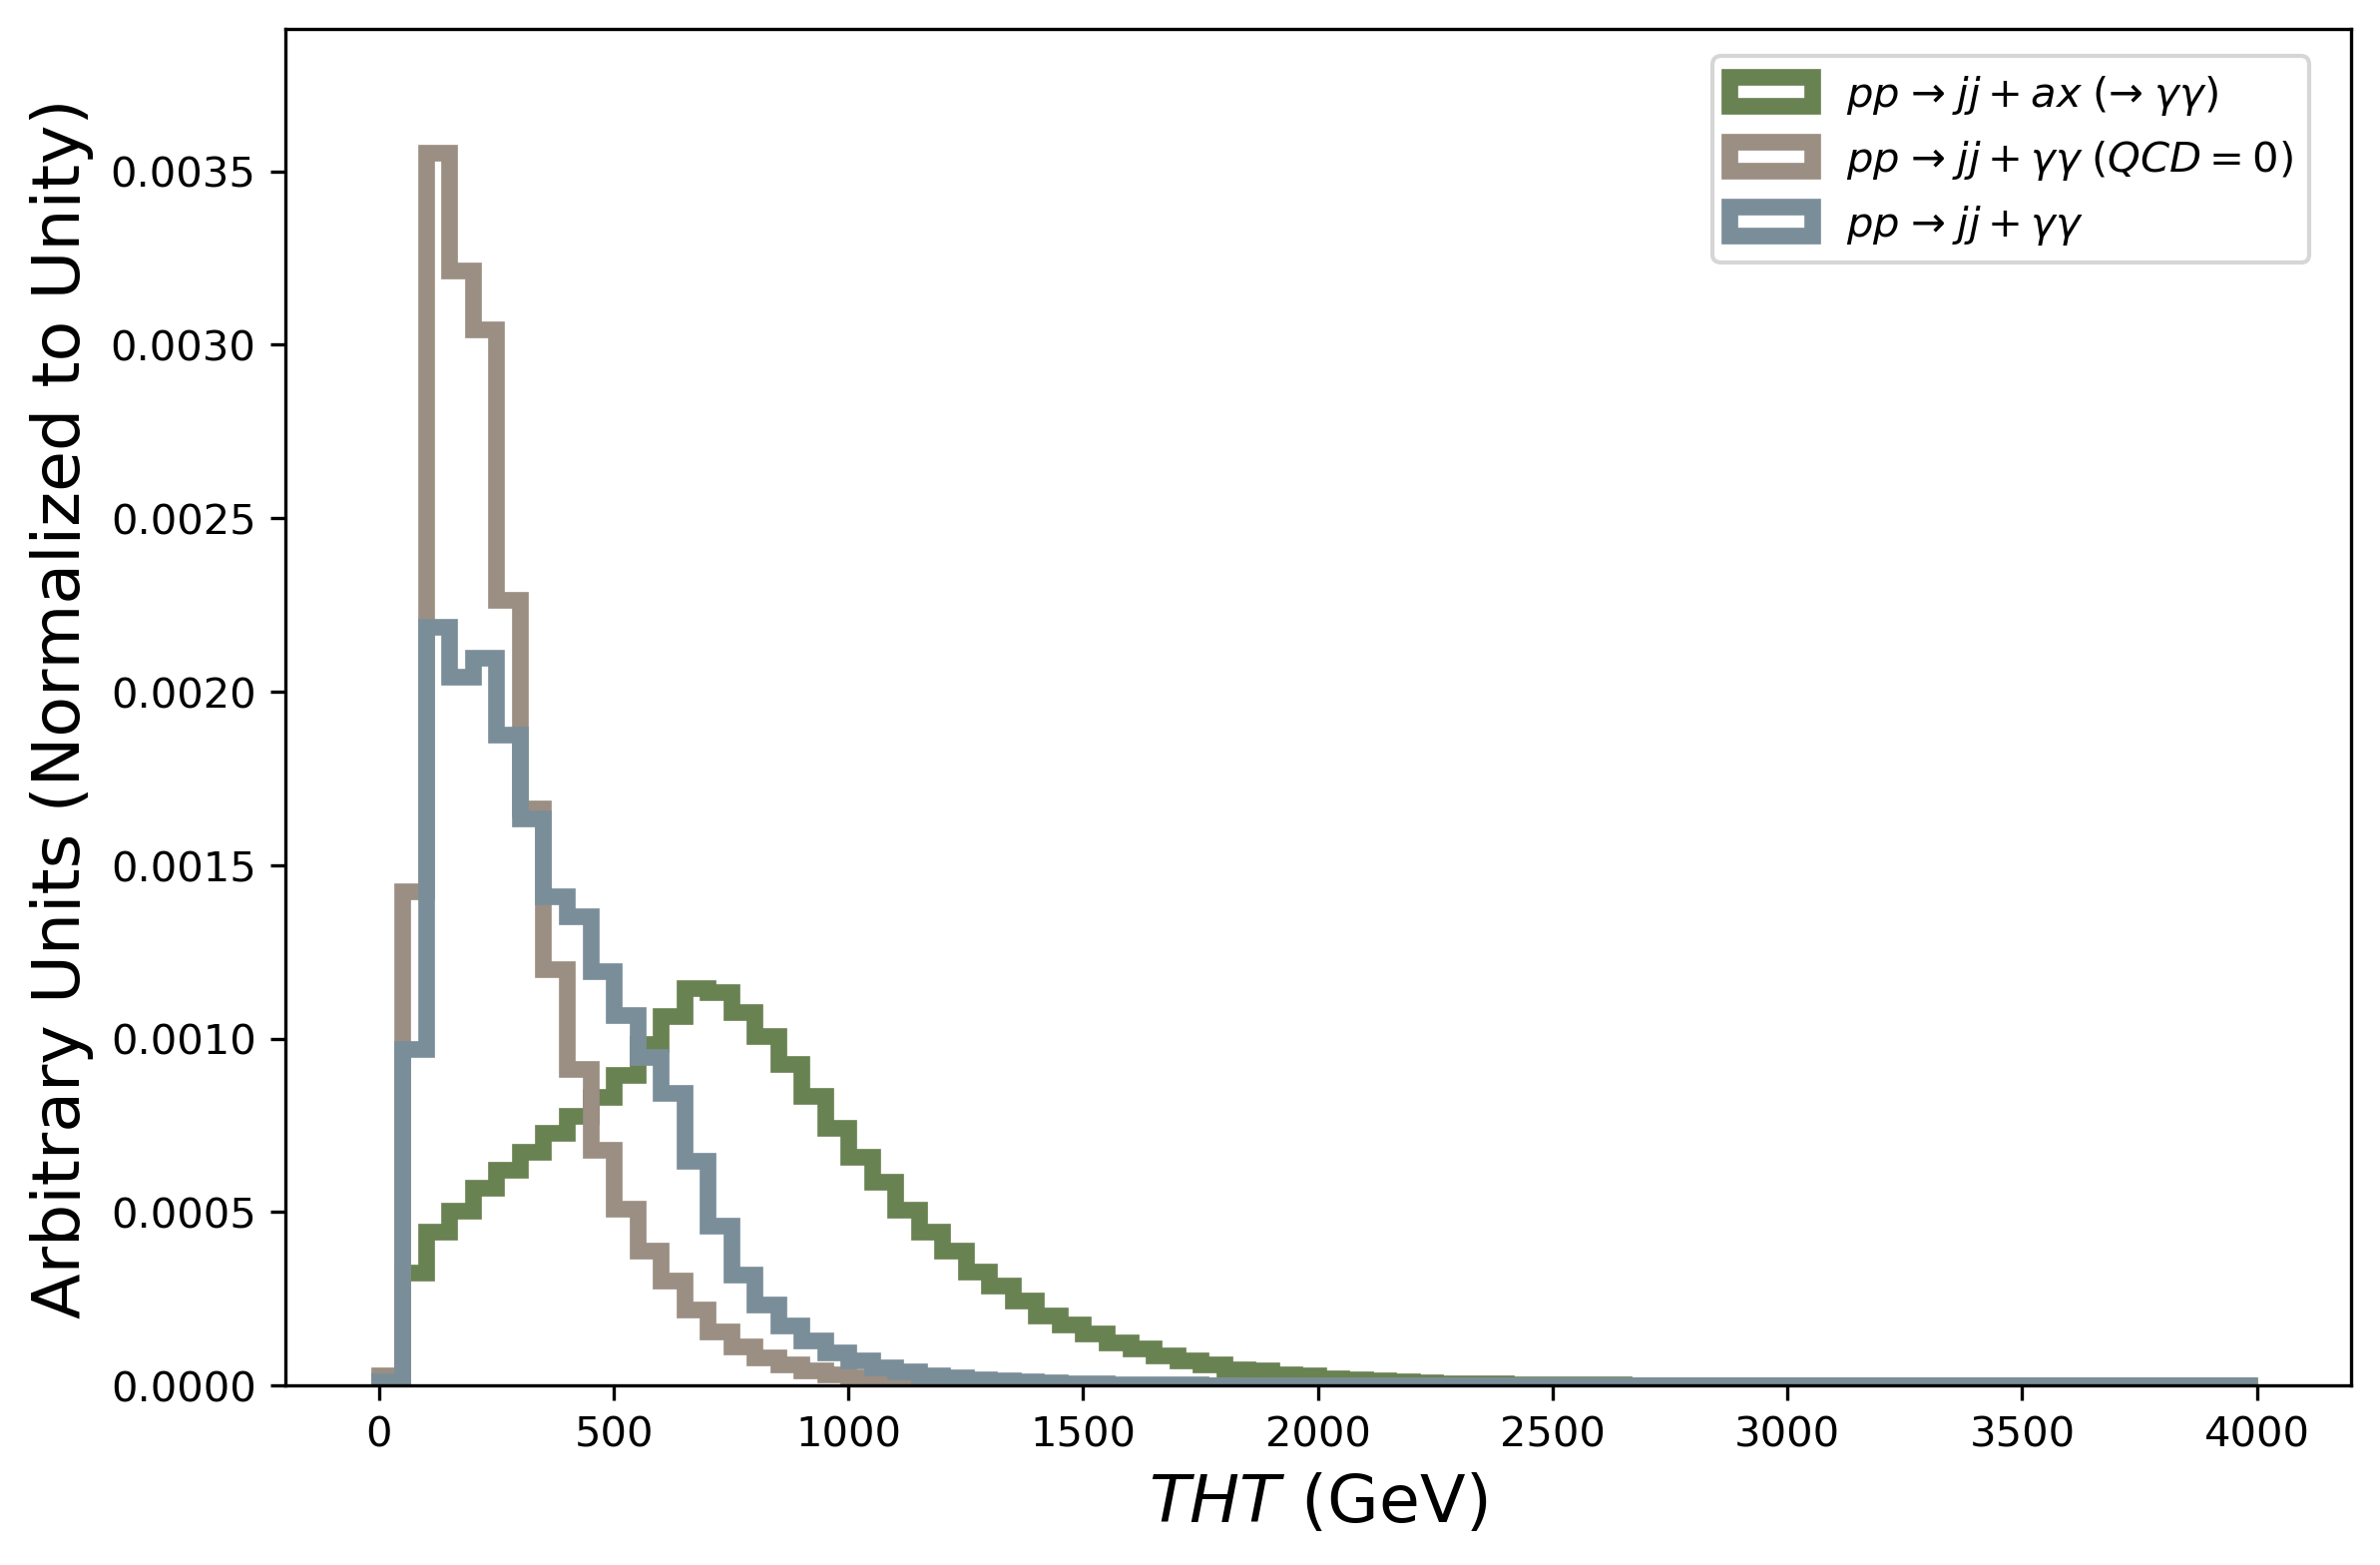 Arbitrary Units (Normalized to Unity)
0.0035
0.0030
0.0025
0.0020
0.0015
0.0010
0.0005
0.0000
pp → jj + ax (→ γγ)
pp → jj + γγ (QCD = 0)
pp → jj + γγ
0 500 1000 1500 2000 2500 3000 3500 4000
THT (GeV)